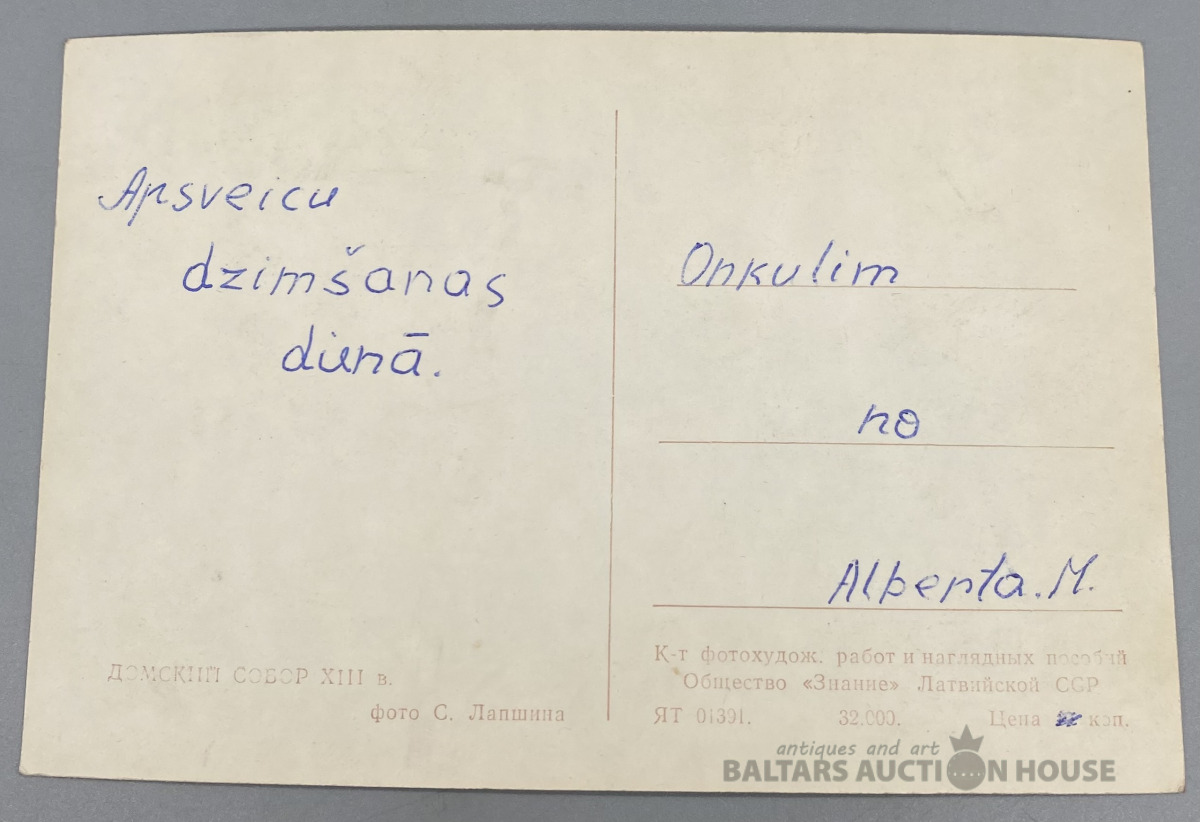 Apsveicu
dzimšanas
dienā.
Onkulim
no
Alberta.M.
ДОМСКИЙ СОБОР XIII в.
фото С. Лапшина
К-т фотохудож. работ и наглядных пособий
Общество «Знание» Латвийской ССР
ЯТ 01391. 32.000. Цена коп.
antiques and art
BALTARS AUCTION HOUSE